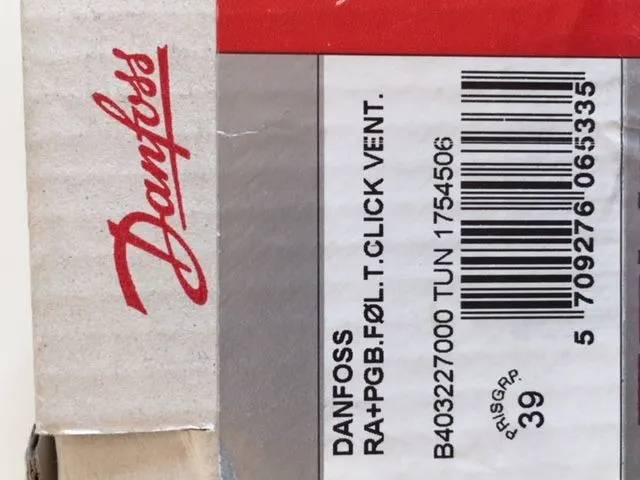 Danfoss
DANFOSS
RA+PGB.FØL.T.CLICK VENT.
B403227000 TUN 1754506
5 709276 065335
PRISGRP.
39